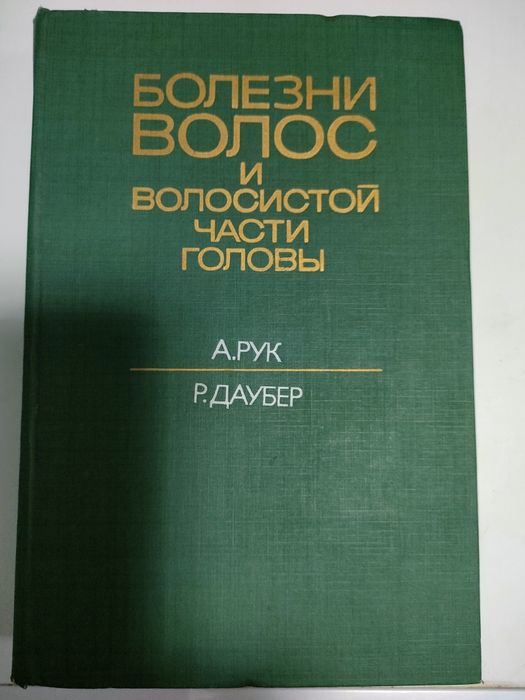 БОЛЕЗНИ
ВОЛОС
И
ВОЛОСИСТОЙ
ЧАСТИ
ГОЛОВЫ
А.РУК
Р.ДАУБЕР